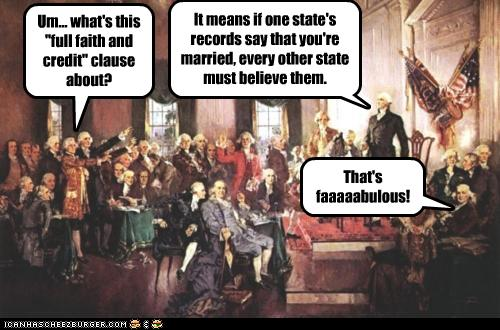 Um... what's this
"full faith and
credit" clause
about?
It means if one state's
records say that you're
married, every other state
must believe them.
That's
faaaaabulous!
ICANHASCHEEZBURGER.COM